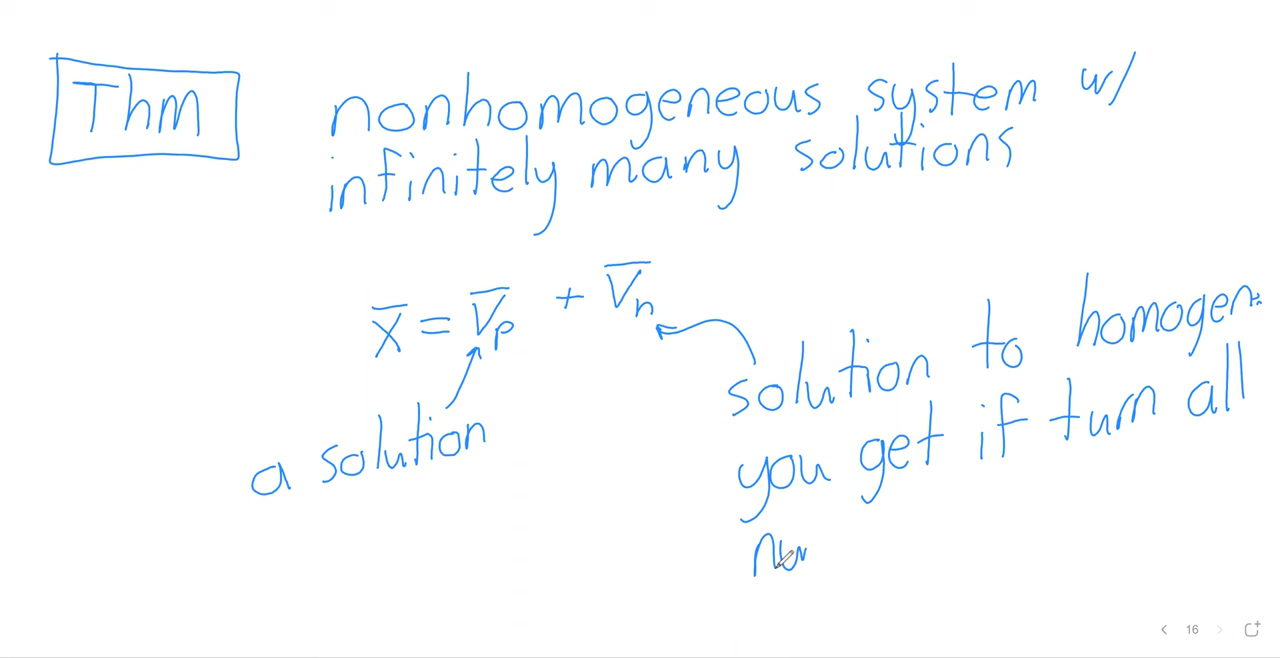 Thm
nonhomogeneous system w/
infinitely many solutions
x̅ = V̅p + V̅n
a solution
solution to homogen.
you get if turn all
16